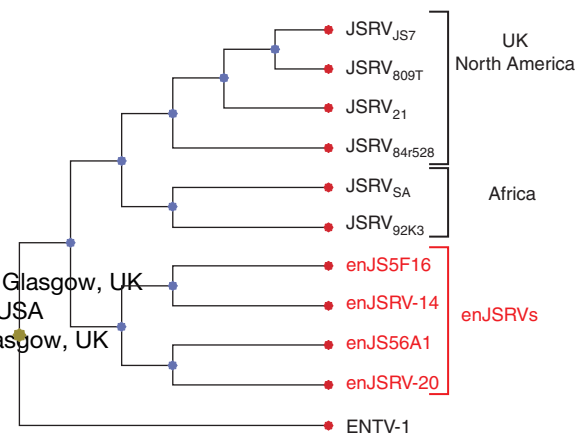 JSRVJS7
UK
North America
JSRV809T
JSRV21
JSRV84r528
JSRVSA
Africa
JSRV92K3
enJS5F16
Glasgow, UK
enJSRV-14
USA
enJSRVs
asgow, UK
enJS56A1
enJSRV-20
ENTV-1